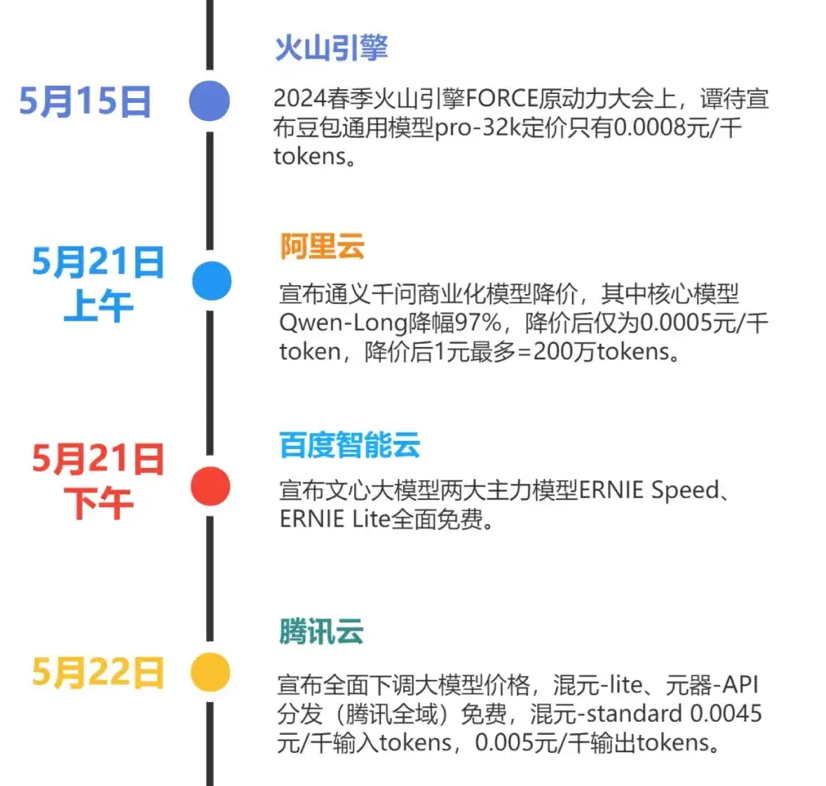 火山引擎
5月15日
2024春季火山引擎FORCE原动力大会上，谭待宣
布豆包通用模型pro-32k定价只有0.0008元/千
tokens。
5月21日
上午
阿里云
宣布通义千问商业化模型降价，其中核心模型
Qwen-Long降幅97%，降价后仅为0.0005元/千
token，降价后1元最多=200万tokens。
5月21日
下午
百度智能云
宣布文心大模型两大主力模型ERNIE Speed、
ERNIE Lite全面免费。
5月22日
腾讯云
宣布全面下调大模型价格，混元-lite、元器-API
分发（腾讯全域）免费，混元-standard 0.0045
元/千输入tokens，0.005元/千输出tokens。